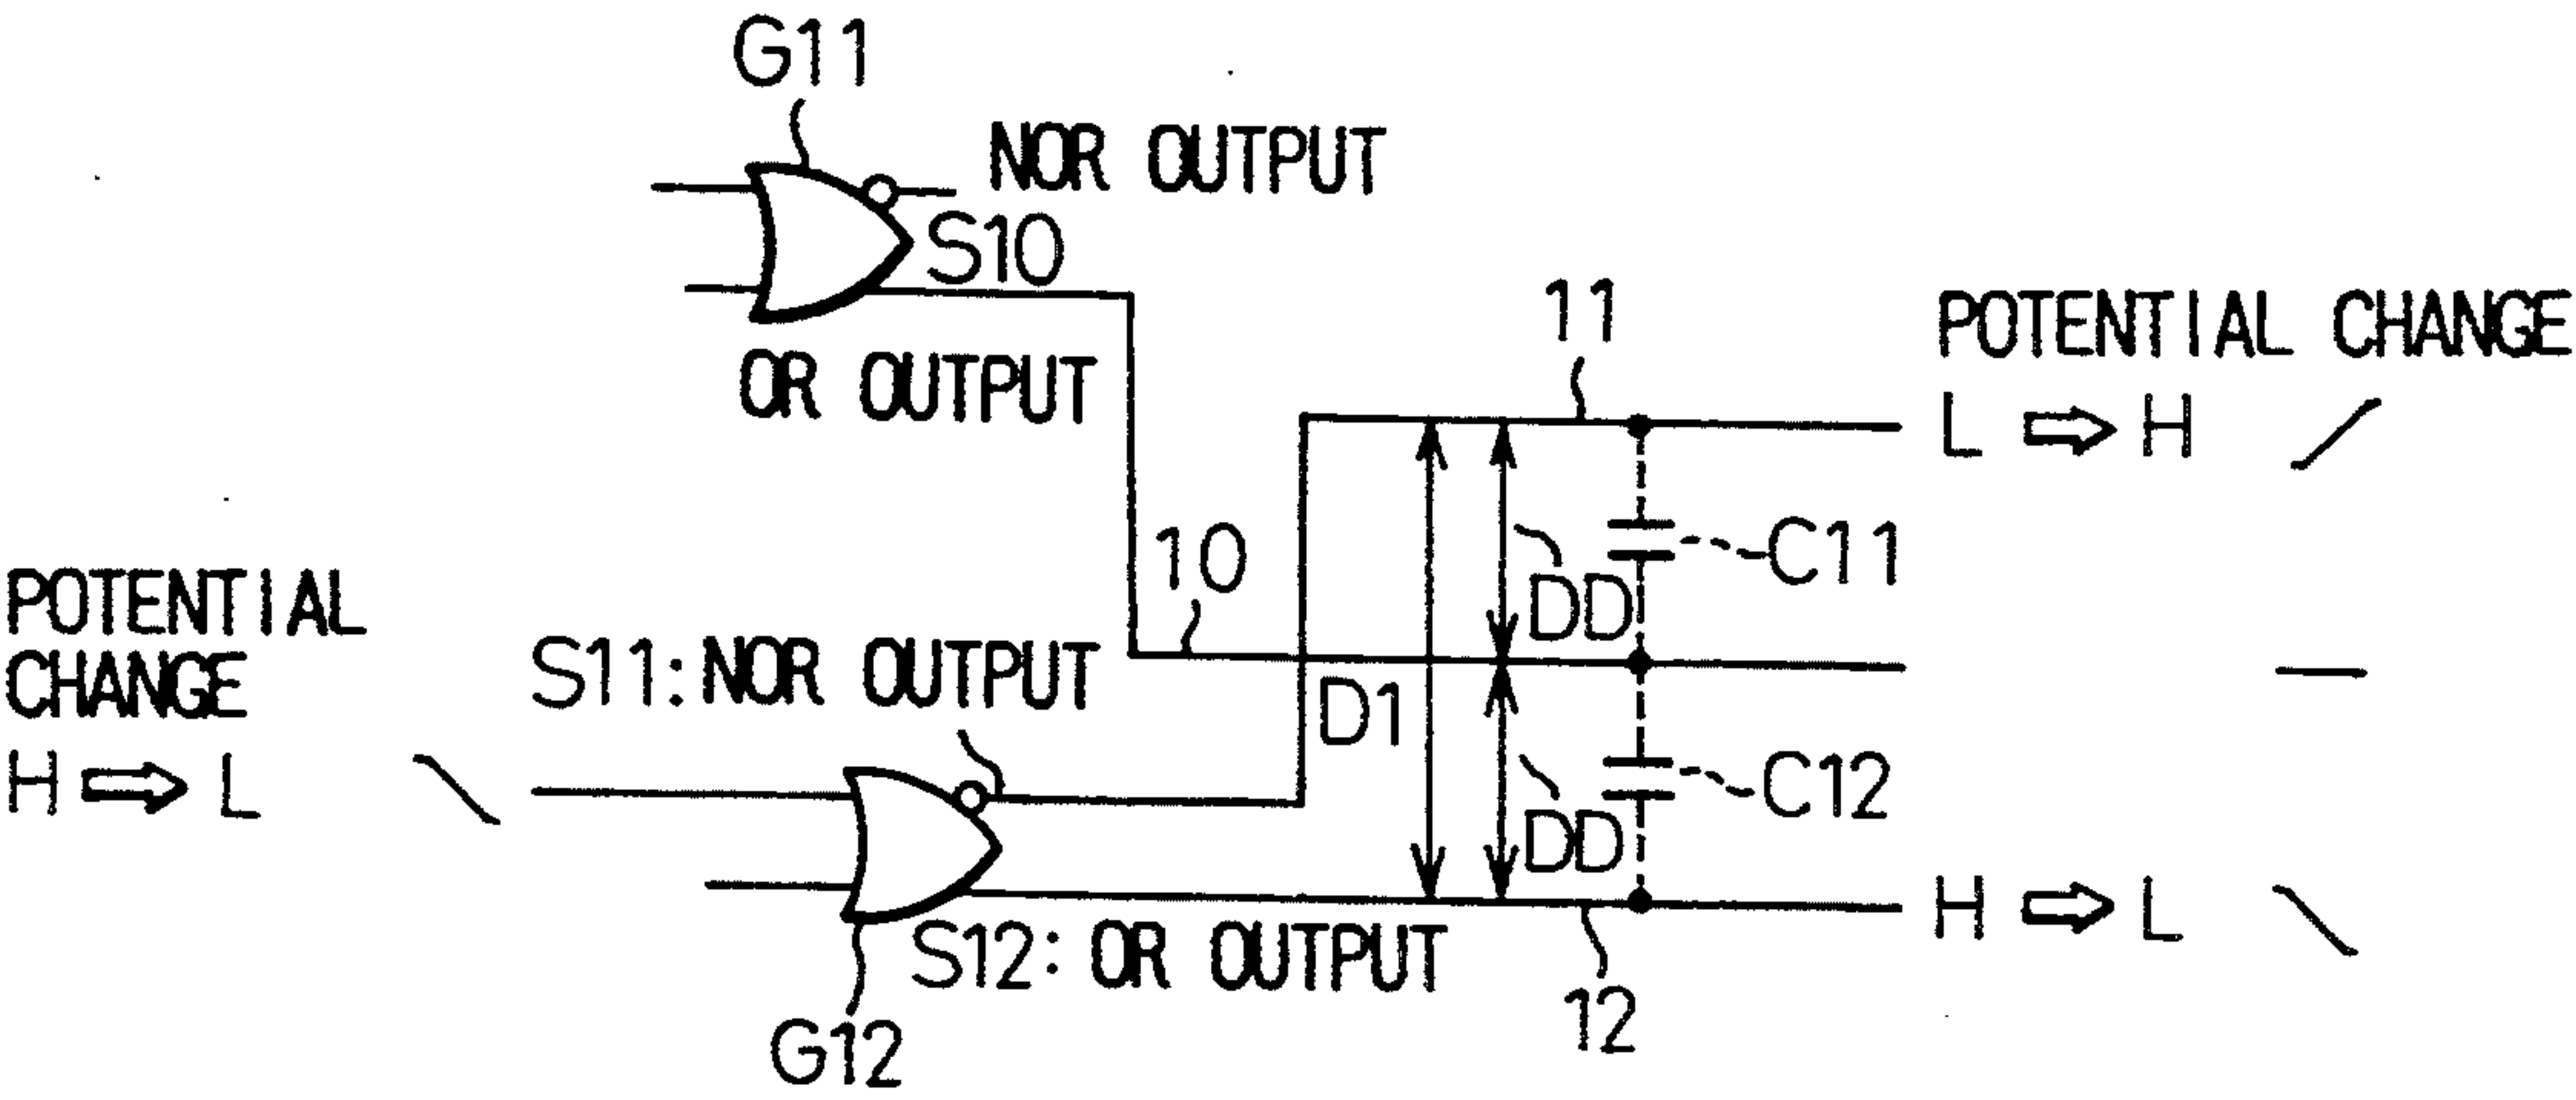 G11
NOR OUTPUT
S10
OR OUTPUT
11
POTENTIAL CHANGE
L ⇨ H
10
C11
DD
POTENTIAL
CHANGE
H ⇨ L
S11: NOR OUTPUT
D1
C12
DD
S12: OR OUTPUT
H ⇨ L
12
G12